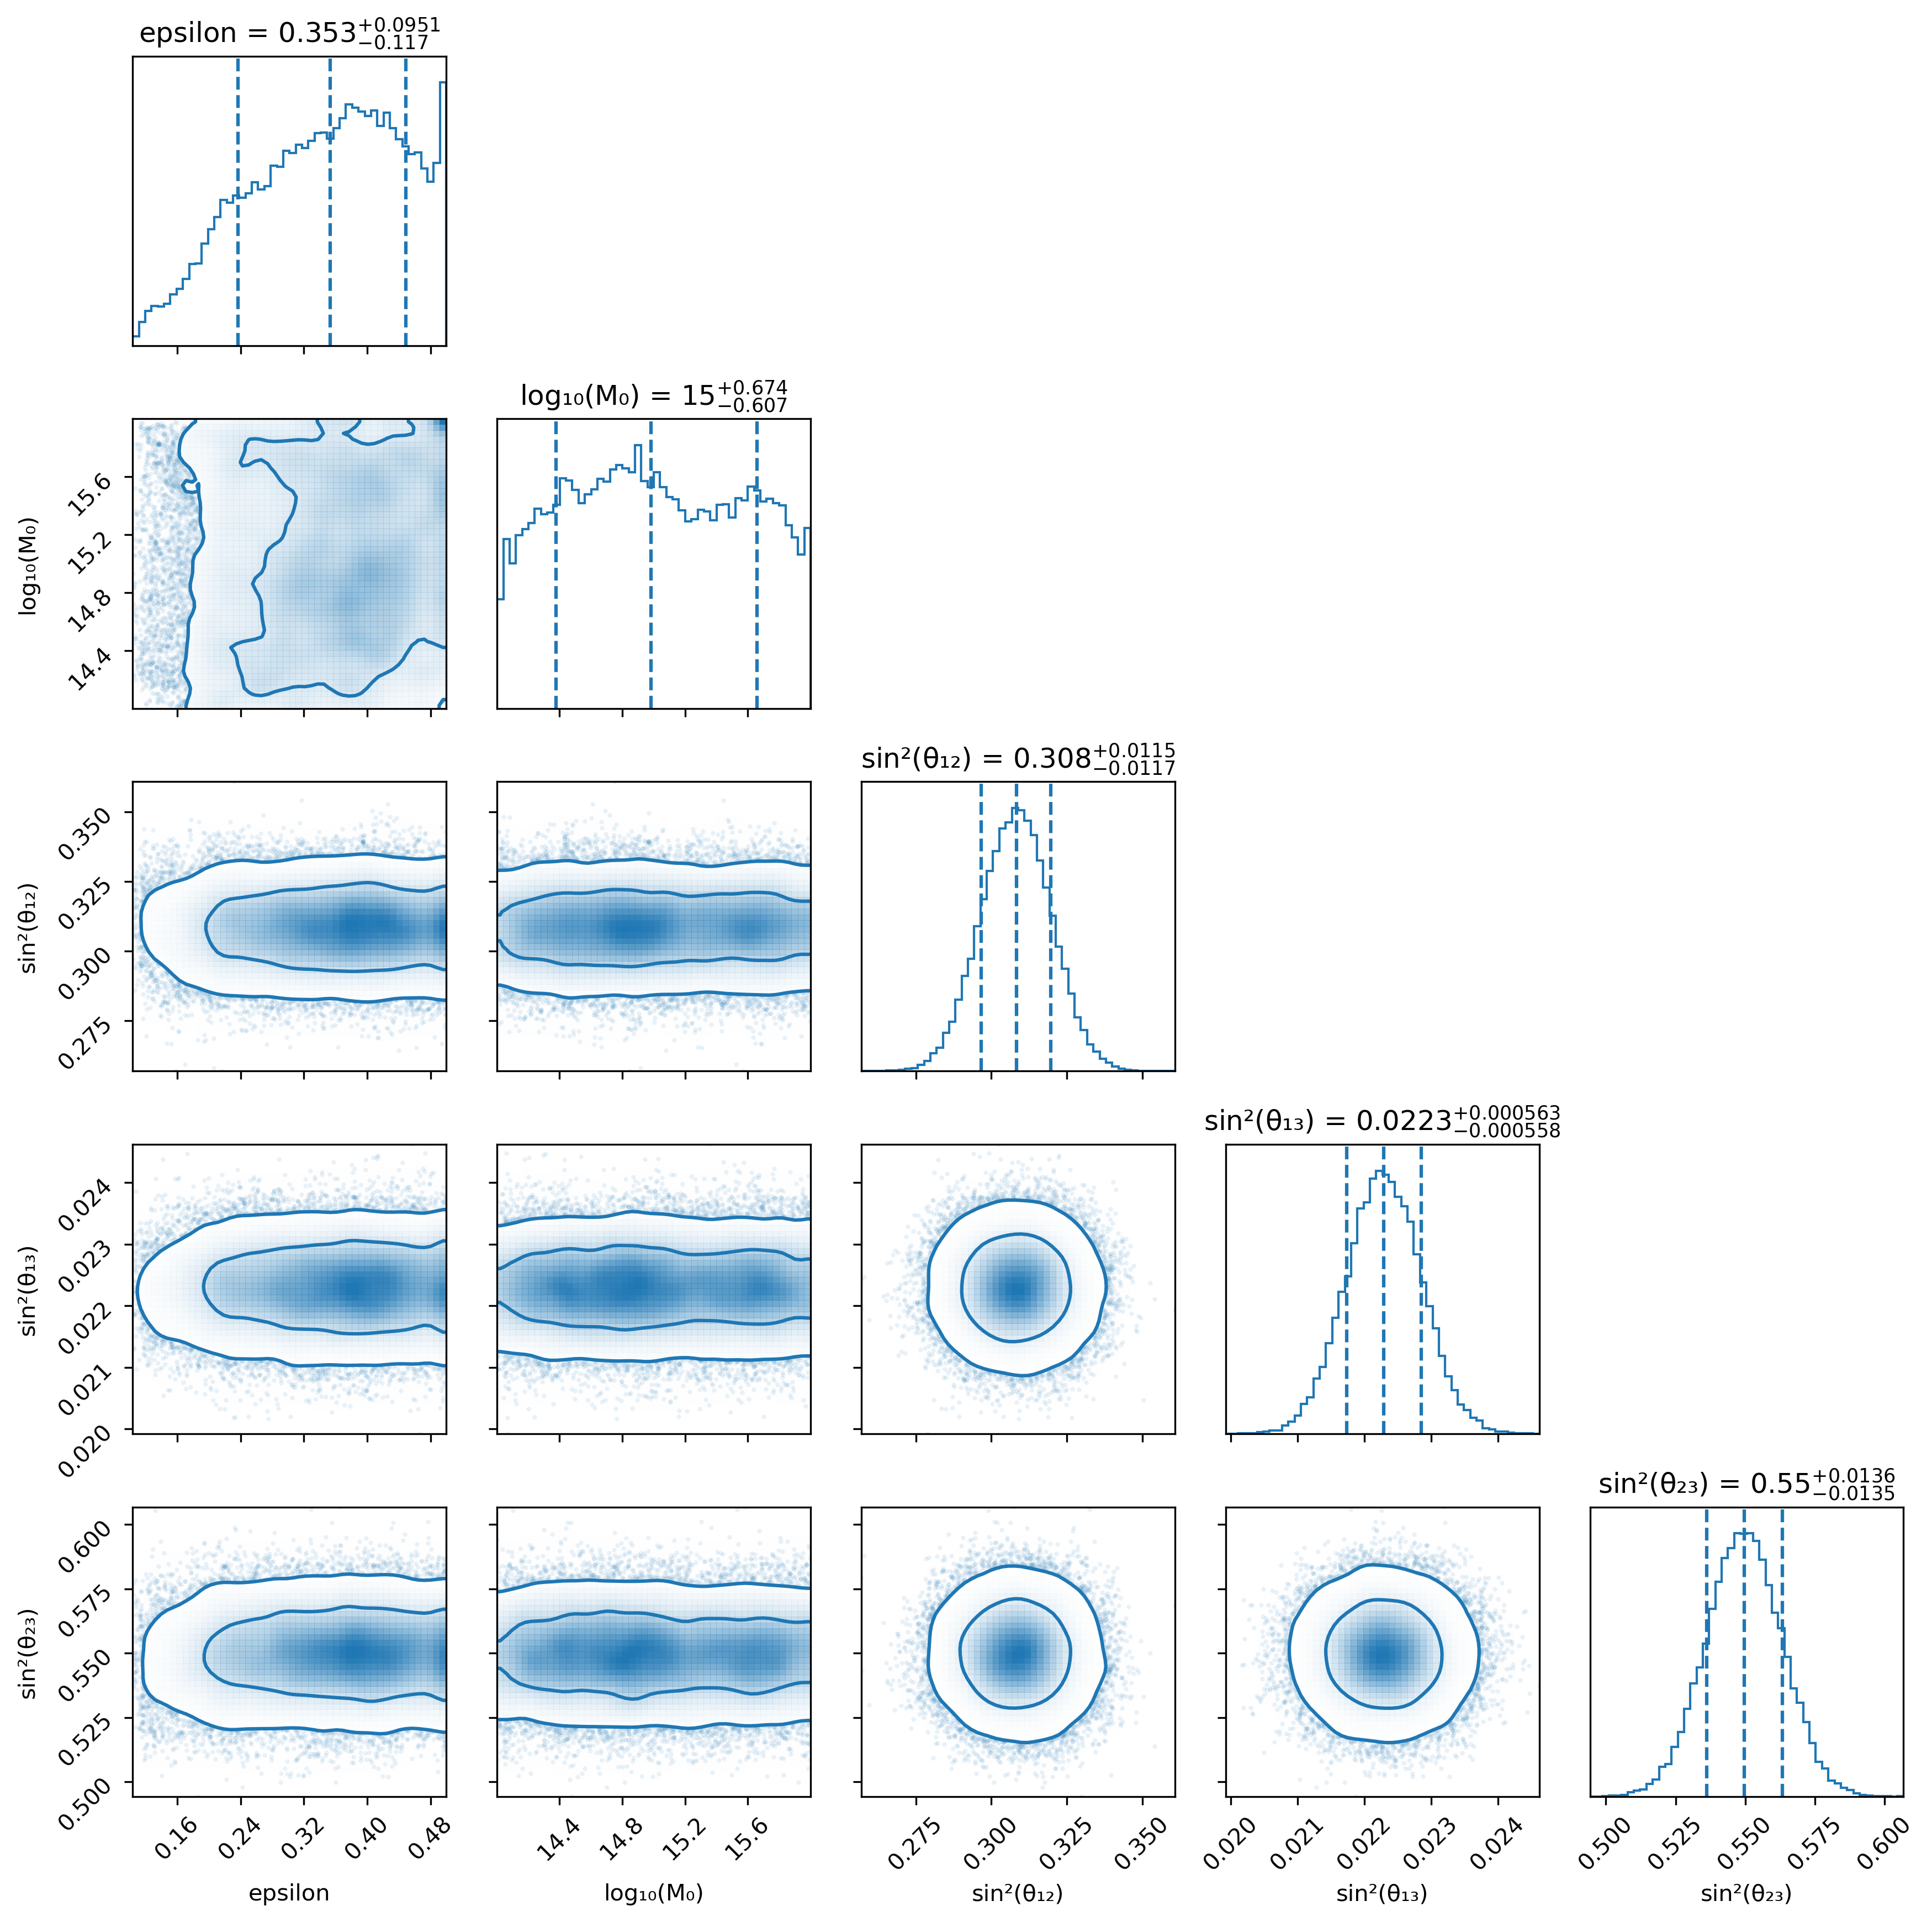 epsilon = 0.353+0.0951−0.117
log₁₀(M₀) = 15+0.674−0.607
15.6
15.2
14.8
14.4
log₁₀(M₀)
sin²(θ₁₂) = 0.308+0.0115−0.0117
0.350
0.325
0.300
0.275
sin²(θ₁₂)
sin²(θ₁₃) = 0.0223+0.000563−0.000558
0.024
0.023
0.022
0.021
0.020
sin²(θ₁₃)
sin²(θ₂₃) = 0.55+0.0136−0.0135
0.600
0.575
0.550
0.525
0.500
sin²(θ₂₃)
0.16 0.24 0.32 0.40 0.48 14.4 14.8 15.2 15.6 0.275 0.300 0.325 0.350 0.020 0.021 0.022 0.023 0.024 0.500 0.525 0.550 0.575 0.600
epsilon log₁₀(M₀) sin²(θ₁₂) sin²(θ₁₃) sin²(θ₂₃)